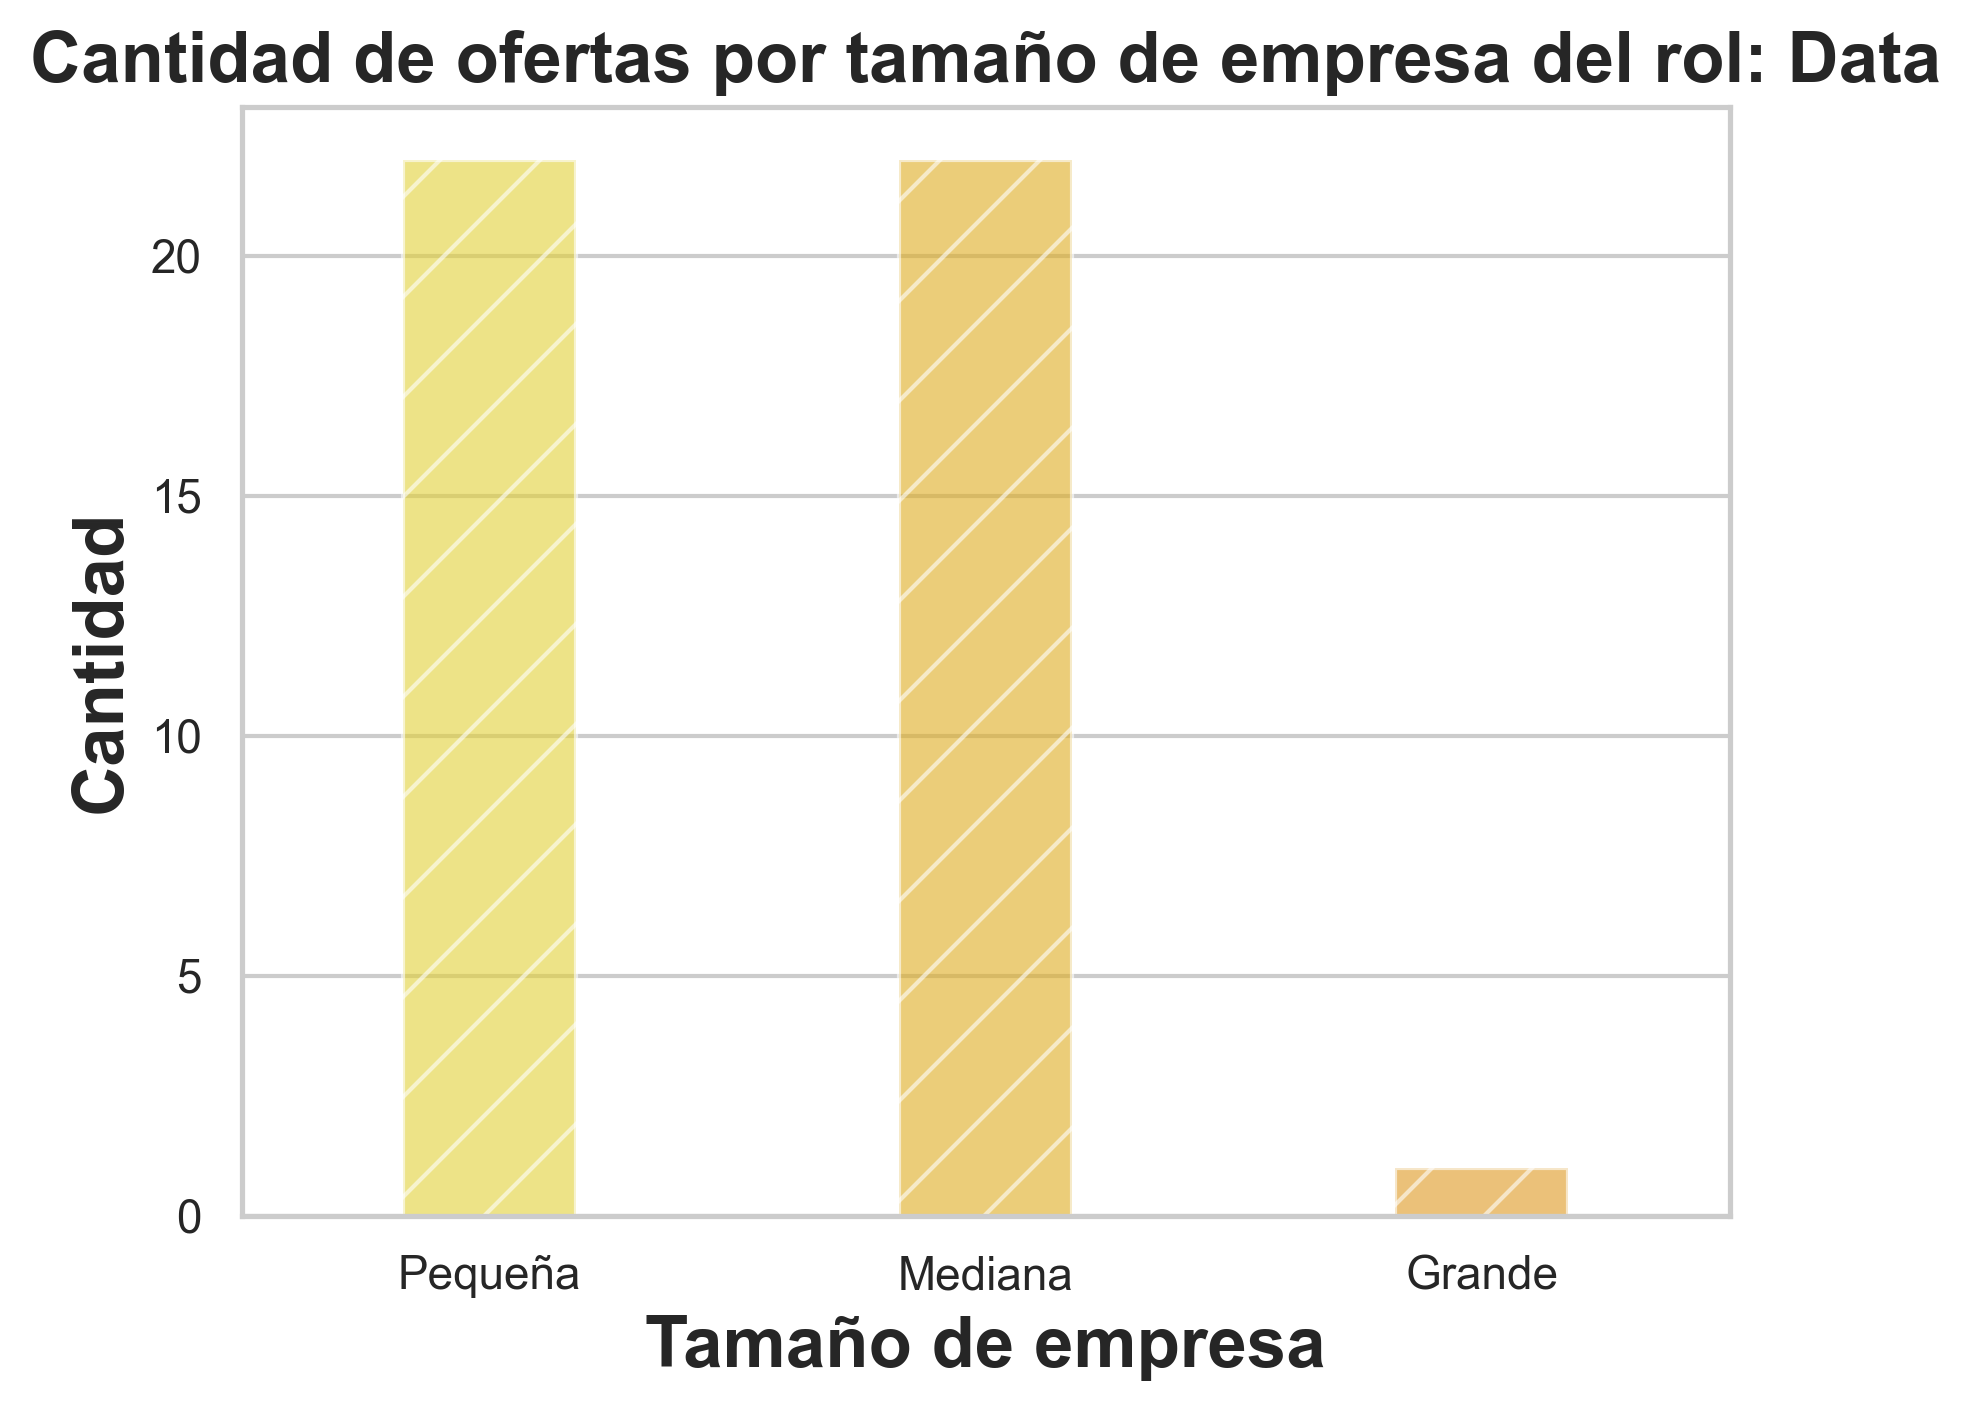 Cantidad de ofertas por tamaño de empresa del rol: Data
Cantidad
20
15
10
5
0
Pequeña Mediana Grande
Tamaño de empresa